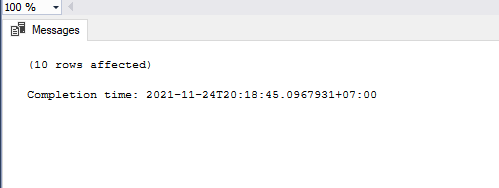 100 %
Messages
(10 rows affected)
Completion time: 2021-11-24T20:18:45.0967931+07:00